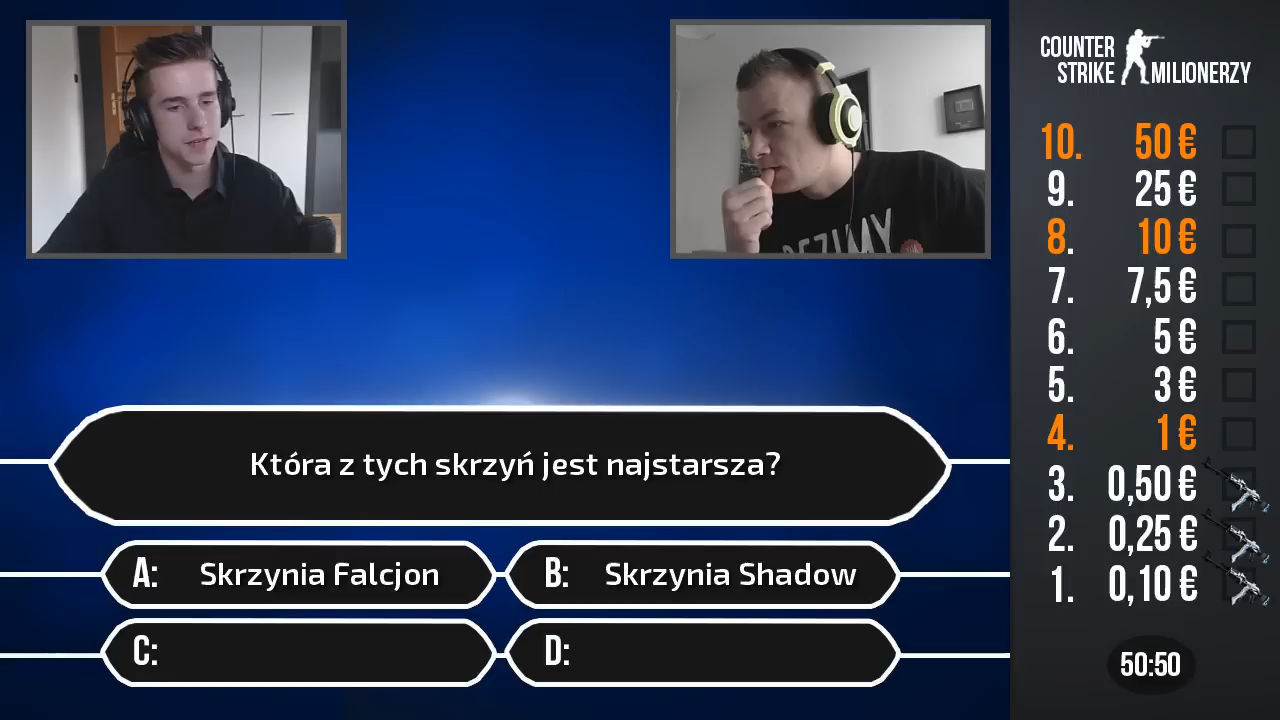 COUNTER
STRIKE MILIONERZY
10. 50 €
9. 25 €
8. 10 €
7. 7,5 €
6. 5 €
5. 3 €
4. 1 €
3. 0,50 €
2. 0,25 €
1. 0,10 €
50:50
Która z tych skrzyń jest najstarsza?
A: Skrzynia Falcjon
B: Skrzynia Shadow
C:
D: